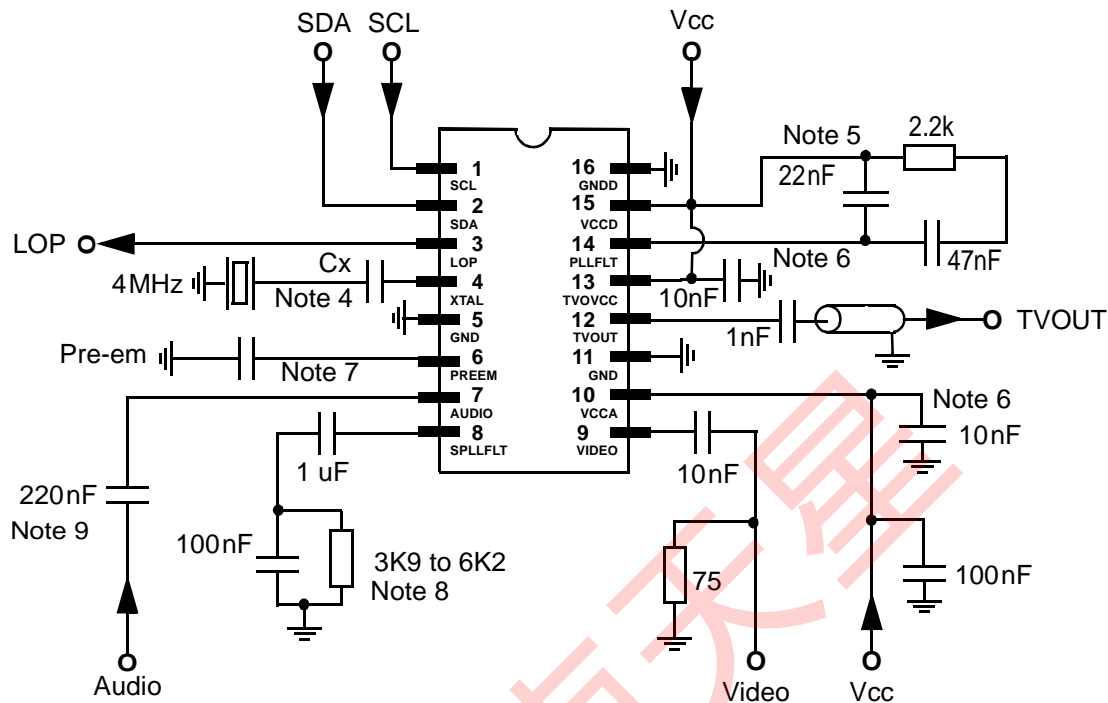 SDA SCL Vcc
Note 5 2.2k
1 16
SCL GNDD
22nF
2 15
SDA VCCD
LOP 3 14
LOP PLLFLT
Note 6 47nF
4MHz Cx 4 13
Note 4 XTAL TVOVCC
10nF
5 12 TVOUT
GND TVOUT
1nF
Pre-em 6 11
Note 7 PREEM GND
7 10 Note 6
AUDIO VCCA
8 9 10nF
SPLLFLT VIDEO
1 uF 10nF
220nF
Note 9
100nF 3K9 to 6K2 75 100nF
Note 8
Audio Video Vcc
天星